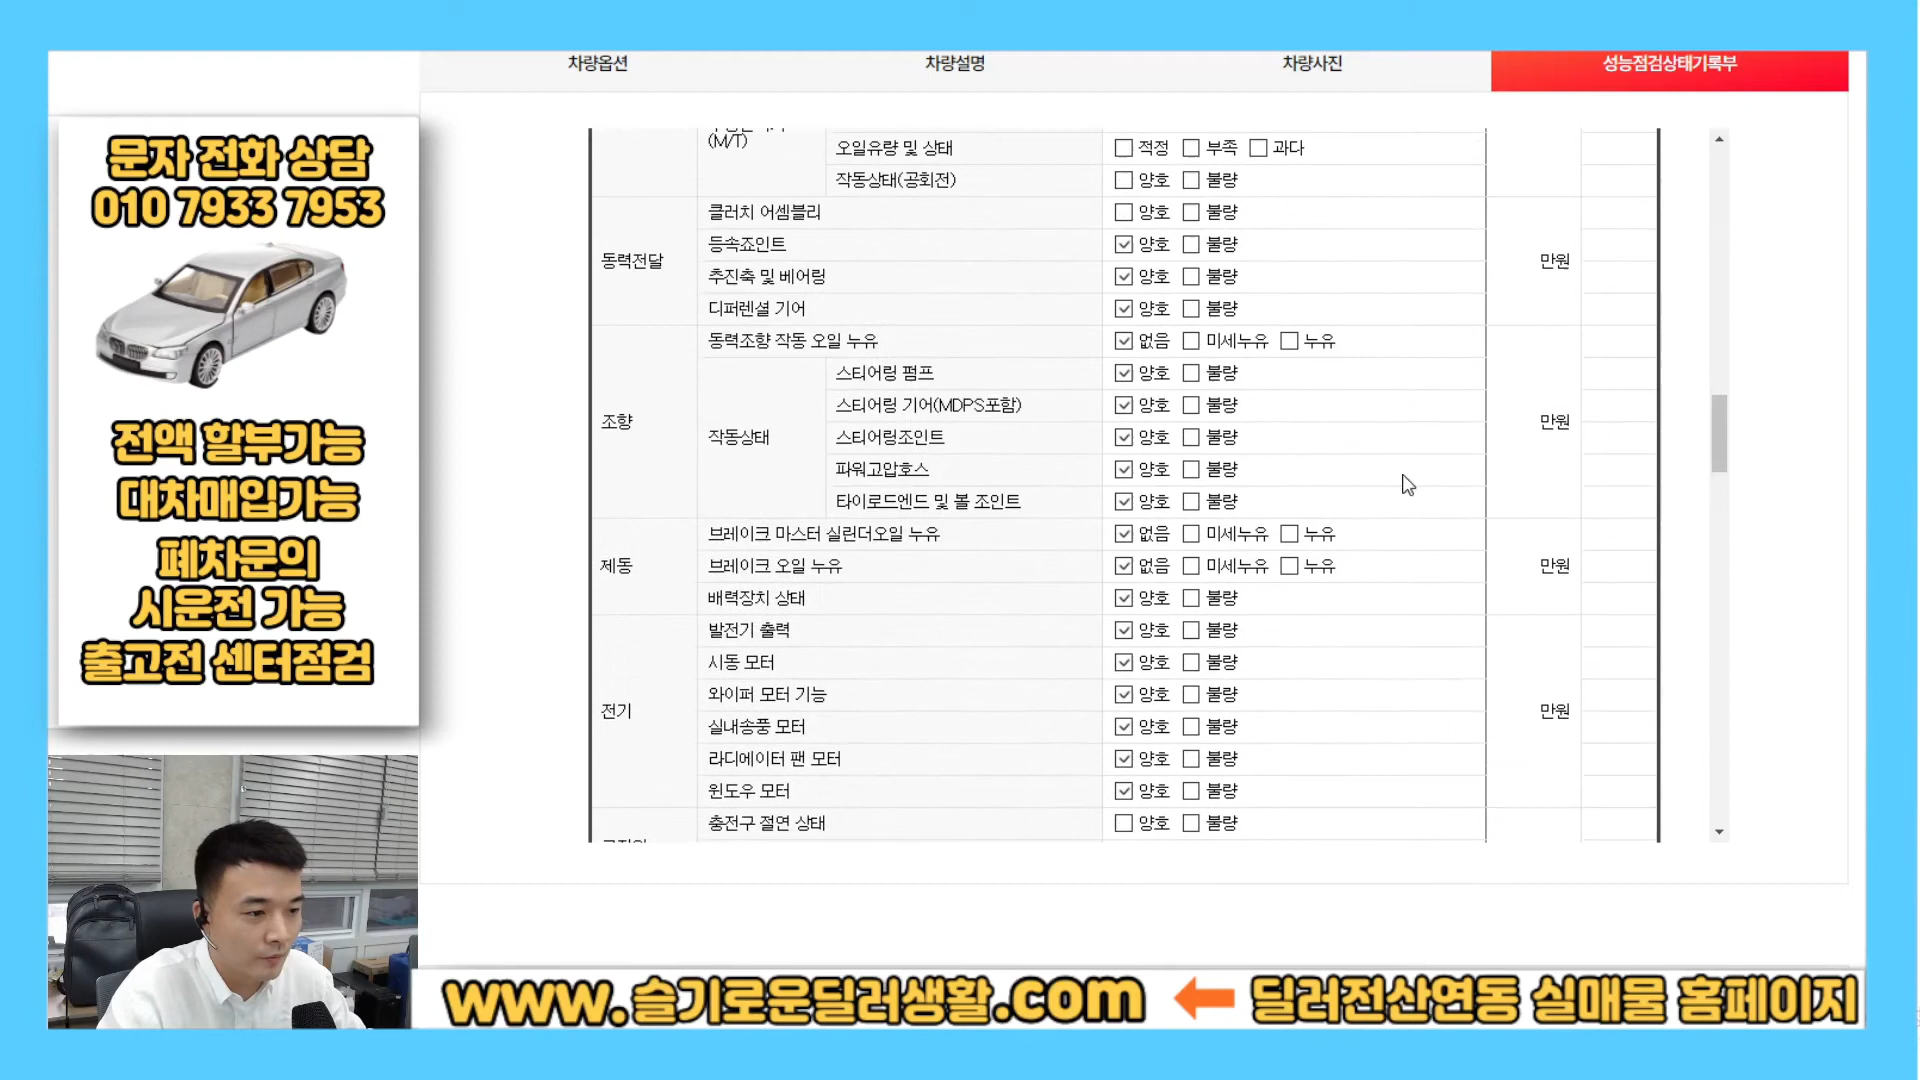 차량옵션 차량설명 차량사진 성능점검상태기록부
문자 전화 상담
010 7933 7953
전액 할부가능
대차매입가능
폐차문의
시운전 가능
출고전 센터점검
(M/T)
오일유량 및 상태 적정 부족 과다
작동상태(공회전) 양호 불량
동력전달
클러치 어셈블리 양호 불량
등속죠인트 양호 불량
추진축 및 베어링 양호 불량
디퍼렌셜 기어 양호 불량
만원
조향
동력조향 작동 오일 누유 없음 미세누유 누유
작동상태
스티어링 펌프 양호 불량
스티어링 기어(MDPS포함) 양호 불량
스티어링조인트 양호 불량
파워고압호스 양호 불량
타이로드엔드 및 볼 조인트 양호 불량
만원
제동
브레이크 마스터 실린더오일 누유 없음 미세누유 누유
브레이크 오일 누유 없음 미세누유 누유
배력장치 상태 양호 불량
만원
전기
발전기 출력 양호 불량
시동 모터 양호 불량
와이퍼 모터 기능 양호 불량
실내송풍 모터 양호 불량
라디에이터 팬 모터 양호 불량
윈도우 모터 양호 불량
만원
충전구 절연 상태 양호 불량
www.슬기로운딜러생활.com ← 딜러전산연동 실매물 홈페이지